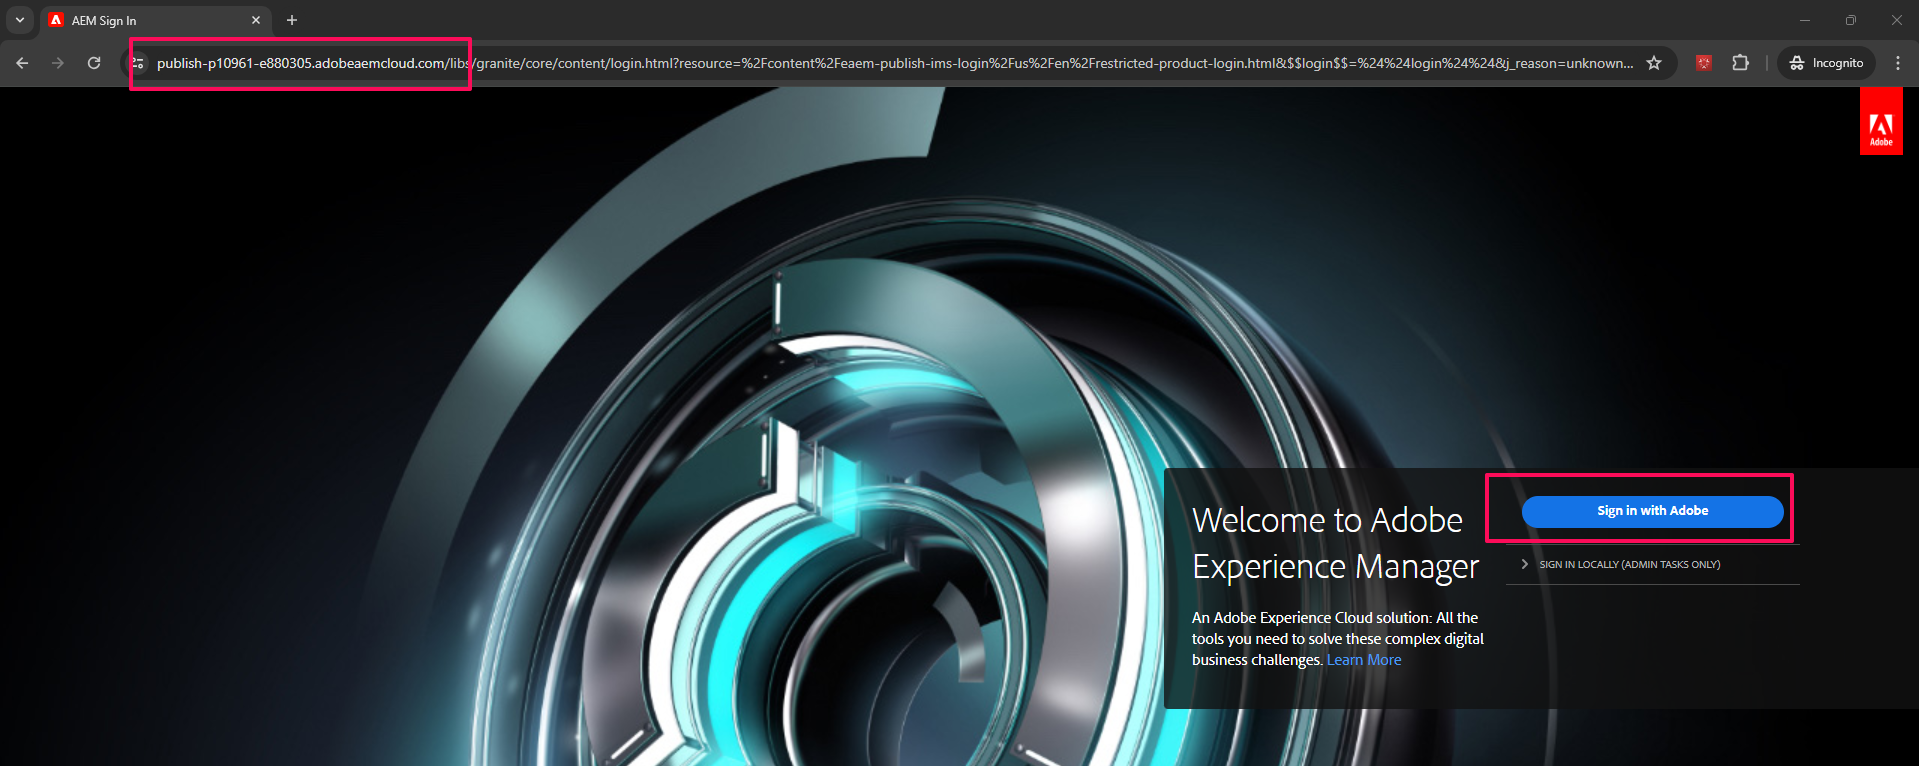 AEM Sign In
publish-p10961-e880305.adobeaemcloud.com/libs/granite/core/content/login.html?resource=%2Fcontent%2Feaem-publish-ims-login%2Fus%2Fen%2Frestricted-product-login.html&$$login$$=%24%24login%24%24&j_reason=unknown...
Incognito
Adobe
Welcome to Adobe
Experience Manager
An Adobe Experience Cloud solution: All the
tools you need to solve these complex digital
business challenges. Learn More
Sign in with Adobe
SIGN IN LOCALLY (ADMIN TASKS ONLY)